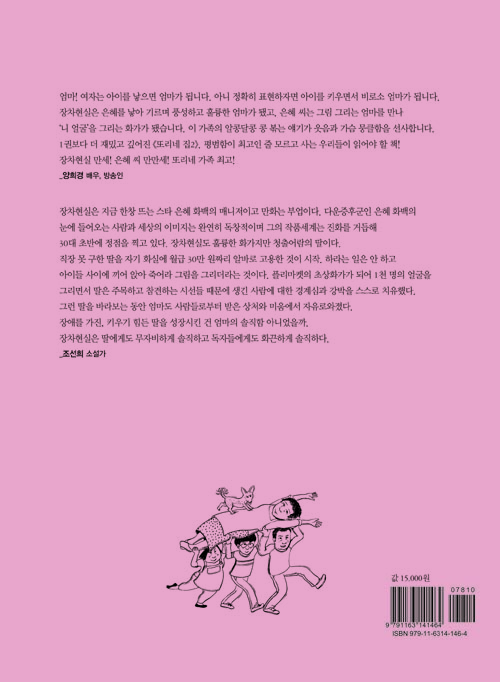 엄마! 여자는 아이를 낳으면 엄마가 됩니다. 아니 정확히 표현하자면 아이를 키우면서 비로소 엄마가 됩니다.
장차현실은 은혜를 낳아 기르며 풍성하고 훌륭한 엄마가 됐고, 은혜 씨는 그림 그리는 엄마를 만나
‘니 얼굴’을 그리는 화가가 됐습니다. 이 가족의 알콩달콩 콩 볶는 얘기가 웃음과 가슴 뭉클함을 선사합니다.
1권보다 더 재밌고 깊어진 《또리네 집2》. 평범함이 최고인 줄 모르고 사는 우리들이 읽어야 할 책!
장차현실 만세! 은혜 씨 만만세! 또리네 가족 최고!
_양희경 배우, 방송인
장차현실은 지금 한창 뜨는 스타 은혜 화백의 매니저이고 만화는 부업이다. 다운증후군인 은혜 화백의
눈에 들어오는 사람과 세상의 이미지는 완연히 독창적이며 그의 작품세계는 진화를 거듭해
30대 초반에 정점을 찍고 있다. 장차현실도 훌륭한 화가지만 청출어람의 딸이다.
직장 못 구한 딸을 자기 화실에 월급 30만 원짜리 알바로 고용한 것이 시작. 하라는 일은 안 하고
아이들 사이에 끼어 앉아 죽어라 그림을 그리더라는 것이다. 플리마켓의 초상화가가 되어 1천 명의 얼굴을
그리면서 딸은 주목하고 참견하는 시선들 때문에 생긴 사람에 대한 경계심과 강박을 스스로 치유했다.
그런 딸을 바라보는 동안 엄마도 사람들로부터 받은 상처와 미움에서 자유로와졌다.
장애를 가진, 키우기 힘든 딸을 성장시킨 건 엄마의 솔직함 아니었을까.
장차현실은 딸에게도 무자비하게 솔직하고 독자들에게도 화끈하게 솔직하다.
_조선희 소설가
값 15,000원
07810
9 791163 141464
ISBN 979-11-6314-146-4